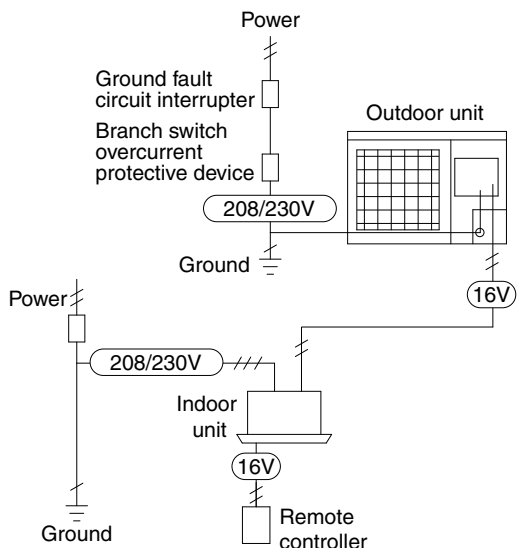 Power
Ground fault
circuit interrupter
Outdoor unit
Branch switch
overcurrent
protective device
208/230V
Ground
16V
Power
208/230V
Indoor
unit
16V
Ground
Remote
controller